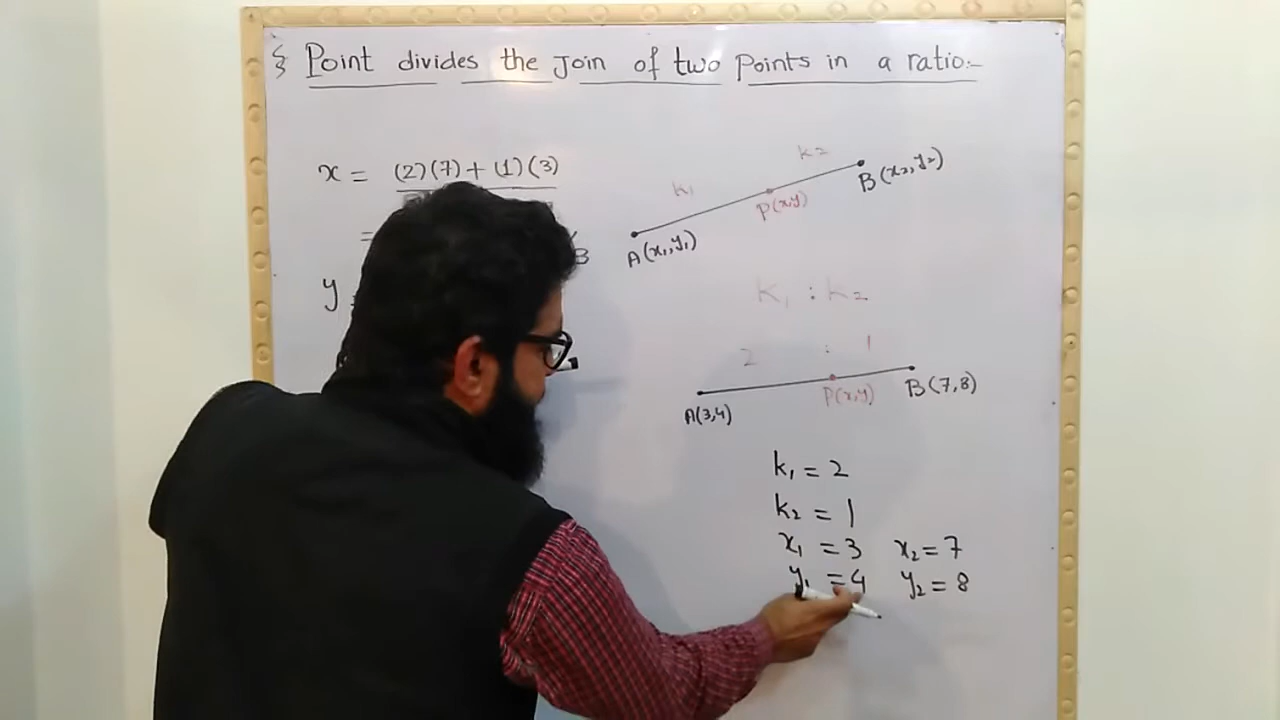 § Point divides the Join of two Points in a ratio:-
x = (2)(7) + (1)(3)
=
y =
k₁
k₂
A(x₁,y₁)
P(x,y)
B(x₂,y₂)
k₁ : k₂
2 : 1
A(3,4)
P(x,y)
B(7,8)
k₁ = 2
k₂ = 1
x₁ = 3 x₂ = 7
y₁ = 4 y₂ = 8